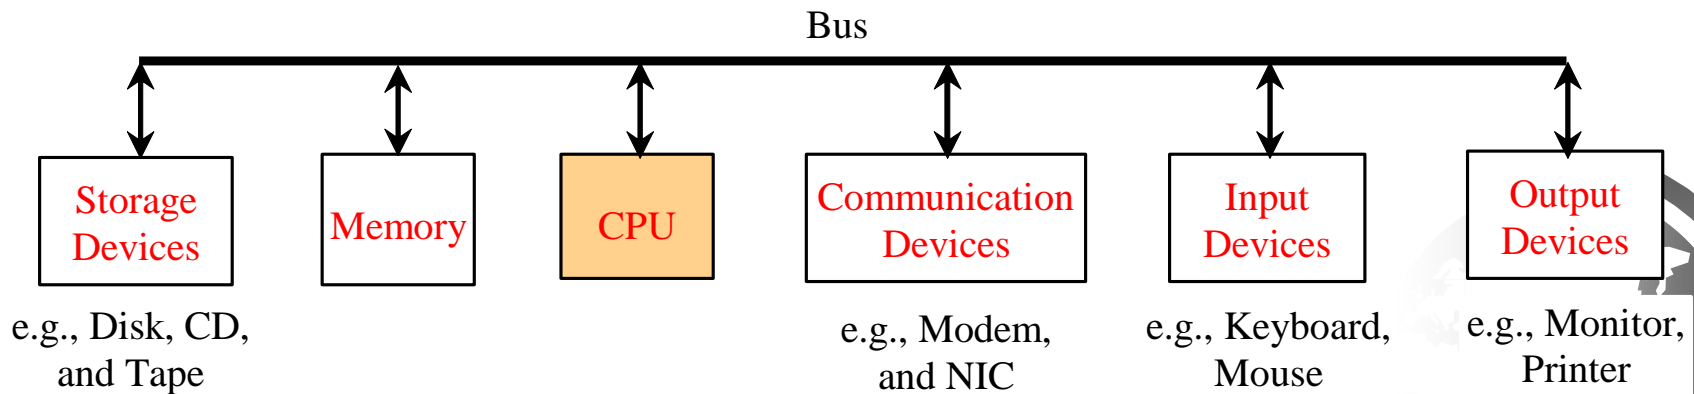 Bus
Storage
Devices
Memory
CPU
Communication
Devices
Input
Devices
Output
Devices
e.g., Disk, CD,
and Tape
e.g., Modem,
and NIC
e.g., Keyboard,
Mouse
e.g., Monitor,
Printer